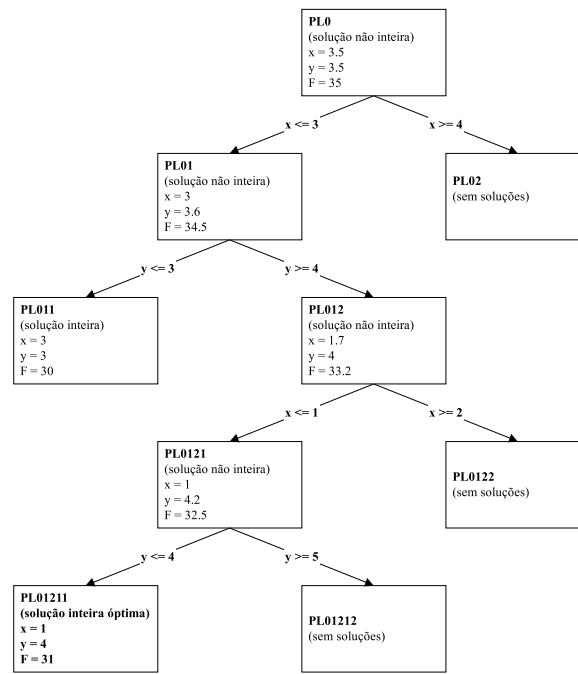 PL0
(solução não inteira)
x = 3.5
y = 3.5
F = 35
x <= 3
x >= 4
PL01
(solução não inteira)
x = 3
y = 3.6
F = 34.5
PL02
(sem soluções)
y <= 3
y >= 4
PL011
(solução inteira)
x = 3
y = 3
F = 30
PL012
(solução não inteira)
x = 1.7
y = 4
F = 33.2
x <= 1
x >= 2
PL0121
(solução não inteira)
x = 1
y = 4.2
F = 32.5
PL0122
(sem soluções)
y <= 4
y >= 5
PL01211
(solução inteira óptima)
x = 1
y = 4
F = 31
PL01212
(sem soluções)